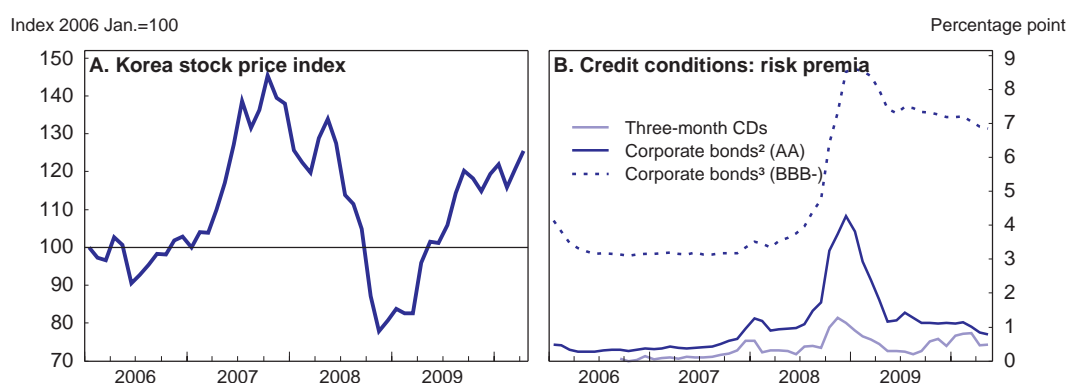 Index 2006 Jan.=100
Percentage point
A. Korea stock price index
150
140
130
120
110
100
90
80
70
2006 2007 2008 2009
B. Credit conditions: risk premia
Three-month CDs
Corporate bonds² (AA)
Corporate bonds³ (BBB-)
9
8
7
6
5
4
3
2
1
0
2006 2007 2008 2009